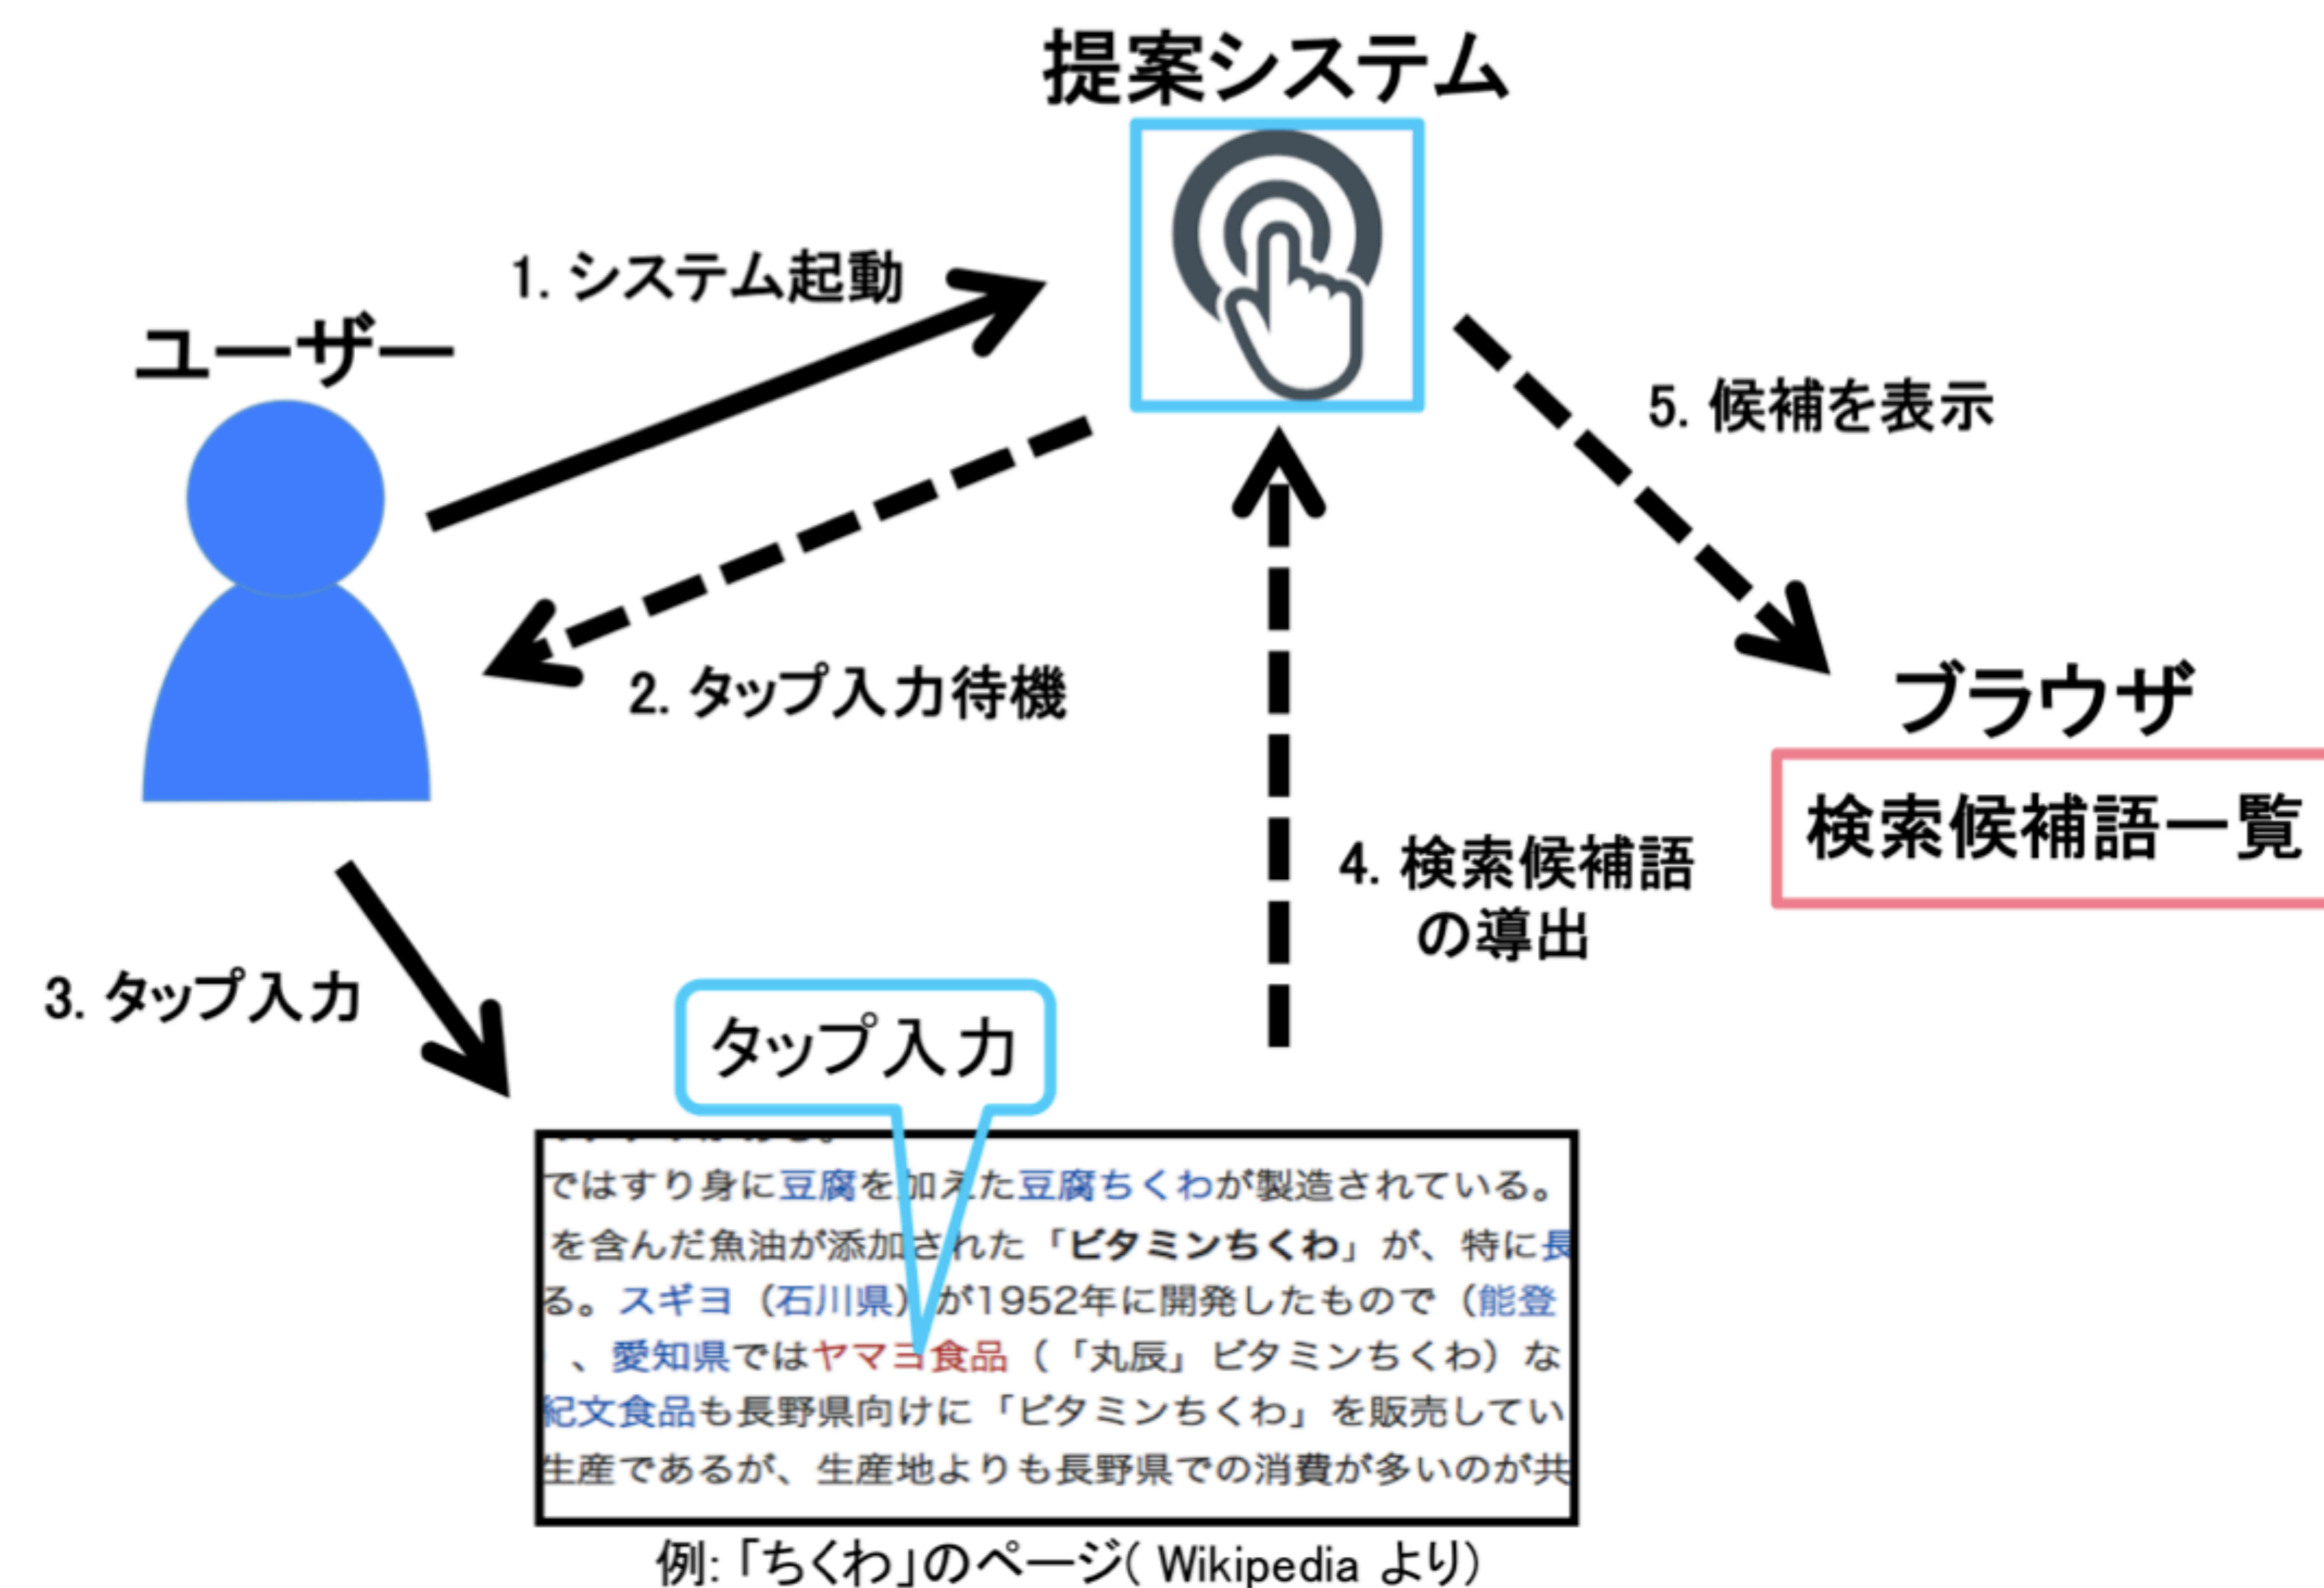 提案システム
1. システム起動
ユーザー
5. 候補を表示
2. タップ入力待機
ブラウザ
検索候補語一覧
4. 検索候補語
の導出
3. タップ入力
タップ入力
ではすり身に豆腐を加えた豆腐ちくわが製造されている。
を含んだ魚油が添加された「ビタミンちくわ」が、特に長
る。スギヨ（石川県）が1952年に開発したもので（能登
、愛知県ではヤマヨ食品（「丸辰」ビタミンちくわ）な
紀文食品も長野県向けに「ビタミンちくわ」を販売してい
生産であるが、生産地よりも長野県での消費が多いのが共
例:「ちくわ」のページ( Wikipedia より)